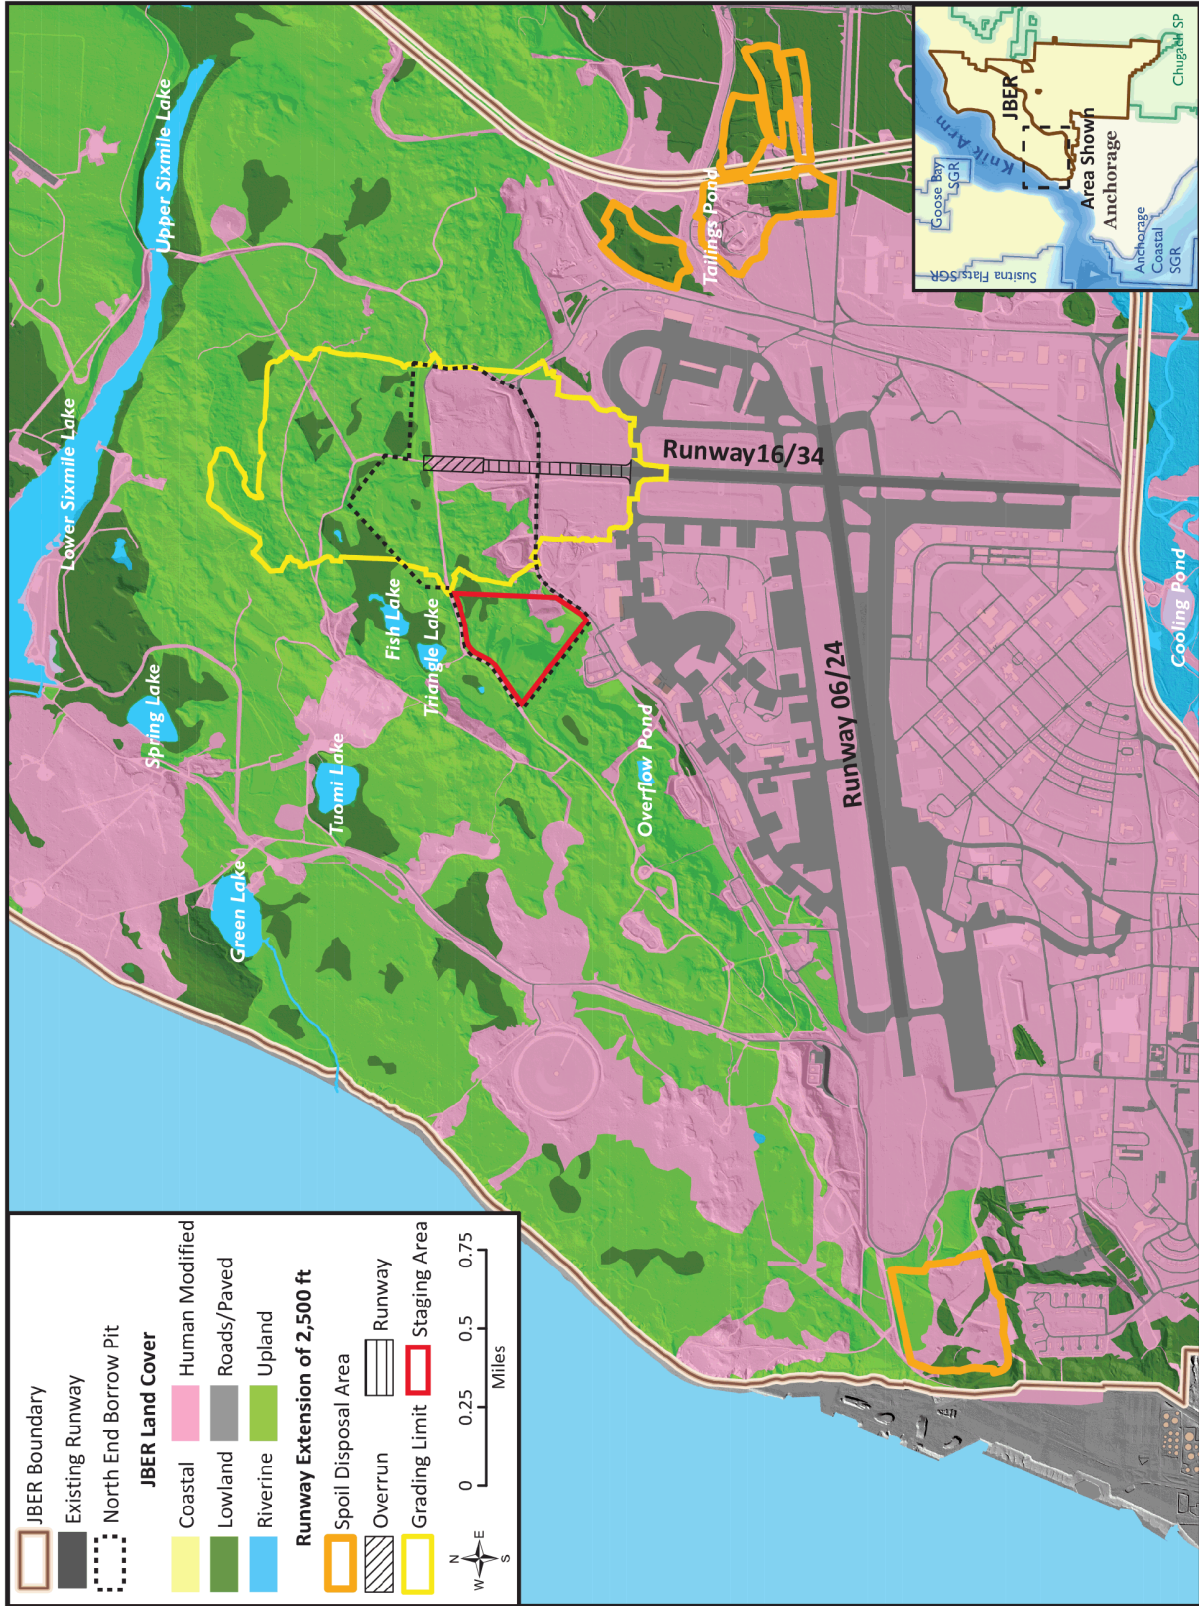 JBER Boundary
Existing Runway
North End Borrow Pit
JBER Land Cover
Coastal
Human Modified
Lowland
Roads/Paved
Riverine
Upland
Runway Extension of 2,500 ft
Spoil Disposal Area
Overrun
Runway
Grading Limit
Staging Area
N
W
E
S
0
0.25
0.5
0.75
Miles
Green Lake
Spring Lake
Tuomi Lake
Lower Sixmile Lake
Upper Sixmile Lake
Fish Lake
Triangle Lake
Overflow Pond
Tailings Pond
Cooling Pond
Runway 16/34
Runway 06/24
Susitna Flats SGR
Goose Bay
SGR
Knik Arm
JBER
Area Shown
Anchorage
Anchorage
Coastal
SGR
Chugach SP